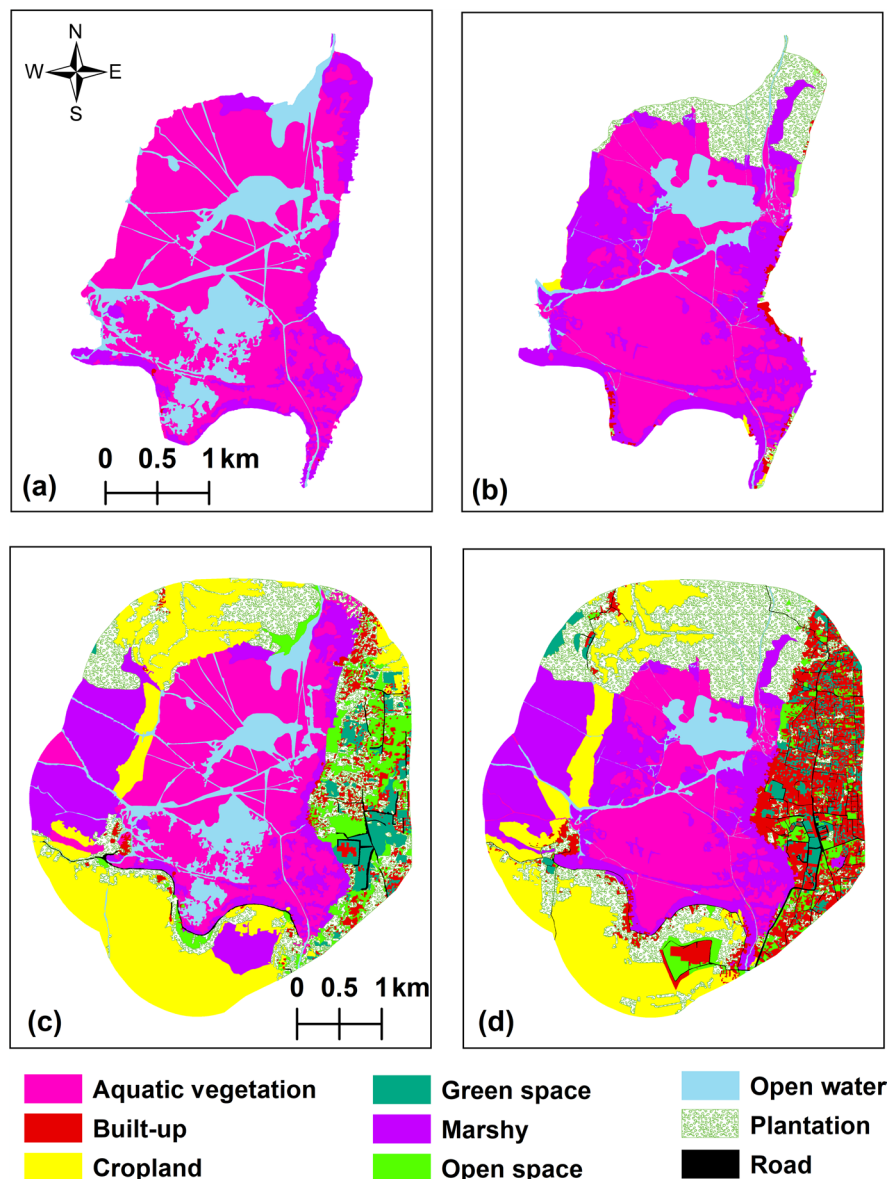 N
W E
S
0 0.5 1 km
(a)
(b)
0 0.5 1 km
(c)
(d)
Aquatic vegetation
Green space
Open water
Built-up
Marshy
Plantation
Cropland
Open space
Road